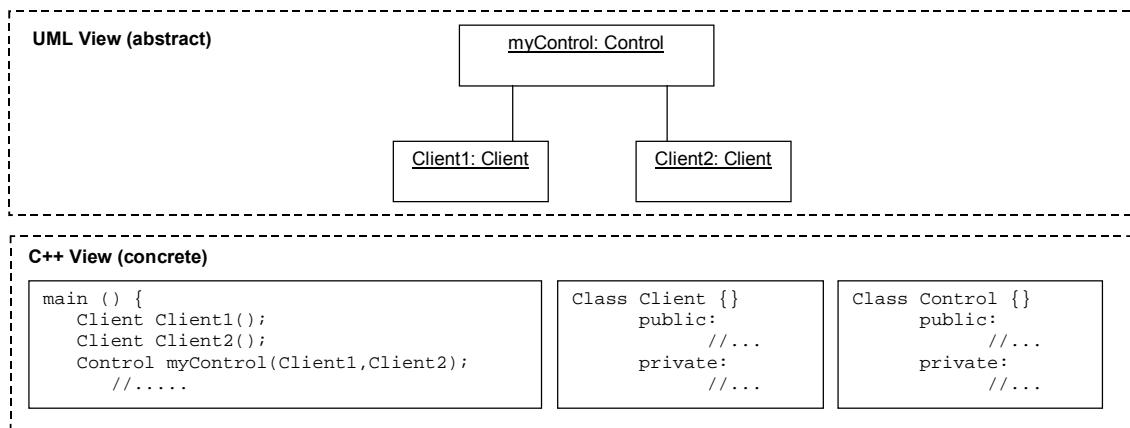 UML View (abstract)
myControl: Control
Client1: Client
Client2: Client
C++ View (concrete)
main () {
Client Client1();
Client Client2();
Control myControl(Client1,Client2);
//.....
Class Client {}
public:
//...
private:
//...
Class Control {}
public:
//...
private:
//...